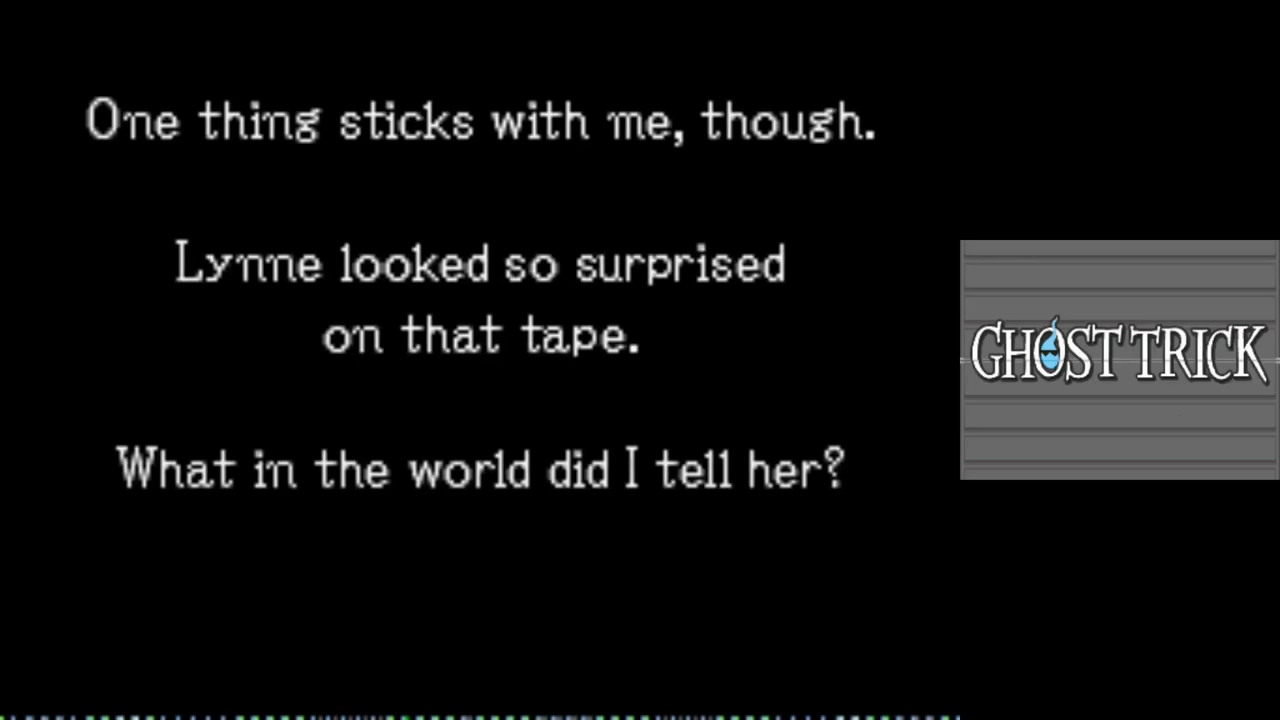 One thing sticks with me, though.
Lynne looked so surprised
on that tape.
What in the world did I tell her?
GHOST TRICK